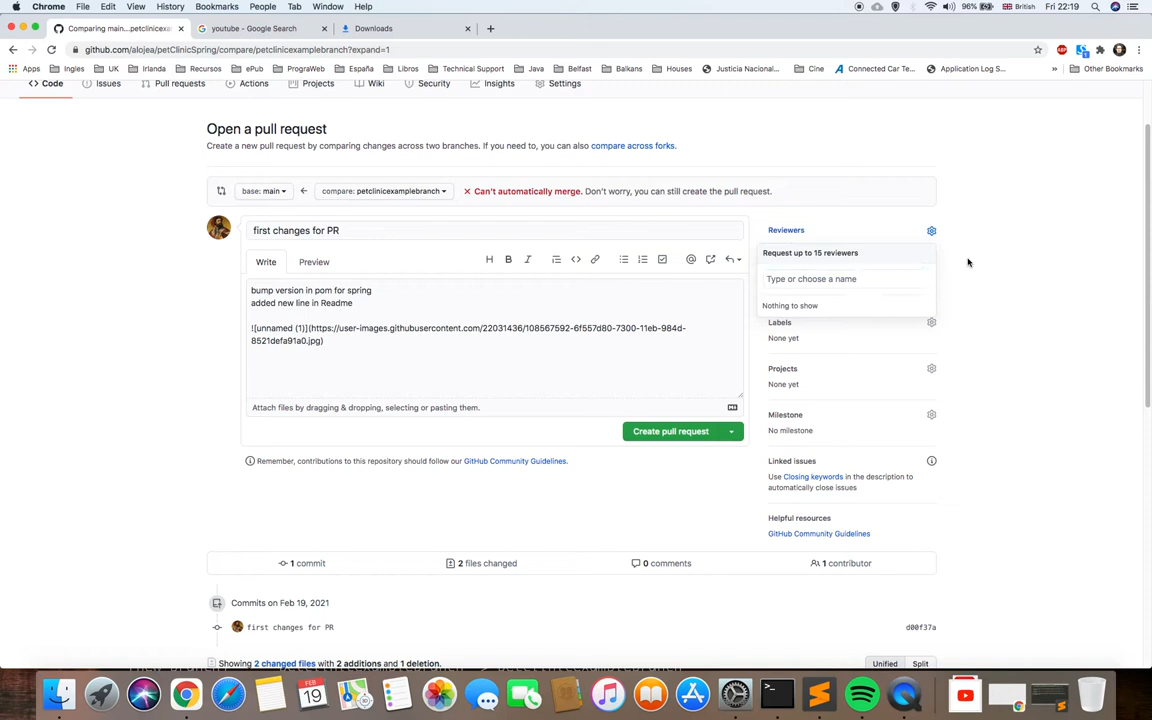 Chrome File Edit View History Bookmarks People Tab Window Help 96% British Fri 22:19
Comparing main...petclinicexa youtube - Google Search Downloads
github.com/alojea/petClinicSpring/compare/petclinicexamplebranch?expand=1
Apps Ingles UK Irlanda Recursos ePub PrograWeb España Libros Technical Support Java Belfast Balkans Houses Justicia Nacional... Cine Connected Car Te... Application Log S... » Other Bookmarks
Code Issues Pull requests Actions Projects Wiki Security Insights Settings
Open a pull request
Create a new pull request by comparing changes across two branches. If you need to, you can also compare across forks.
base: main ← compare: petclinicexamplebranch × Can't automatically merge. Don't worry, you can still create the pull request.
first changes for PR
Reviewers
Request up to 15 reviewers
Type or choose a name
Nothing to show
Write Preview
bump version in pom for spring
added new line in Readme
![unnamed (1)](https://user-images.githubusercontent.com/22031436/108567592-6f557d80-7300-11eb-984d-
8521defa91a0.jpg)
Attach files by dragging & dropping, selecting or pasting them.
Create pull request
Remember, contributions to this repository should follow our GitHub Community Guidelines.
Labels
None yet
Projects
None yet
Milestone
No milestone
Linked issues
Use Closing keywords in the description to
automatically close issues
Helpful resources
GitHub Community Guidelines
1 commit 2 files changed 0 comments 1 contributor
Commits on Feb 19, 2021
first changes for PR d00f37a
Showing 2 changed files with 2 additions and 1 deletion. Unified Split
FEB
19